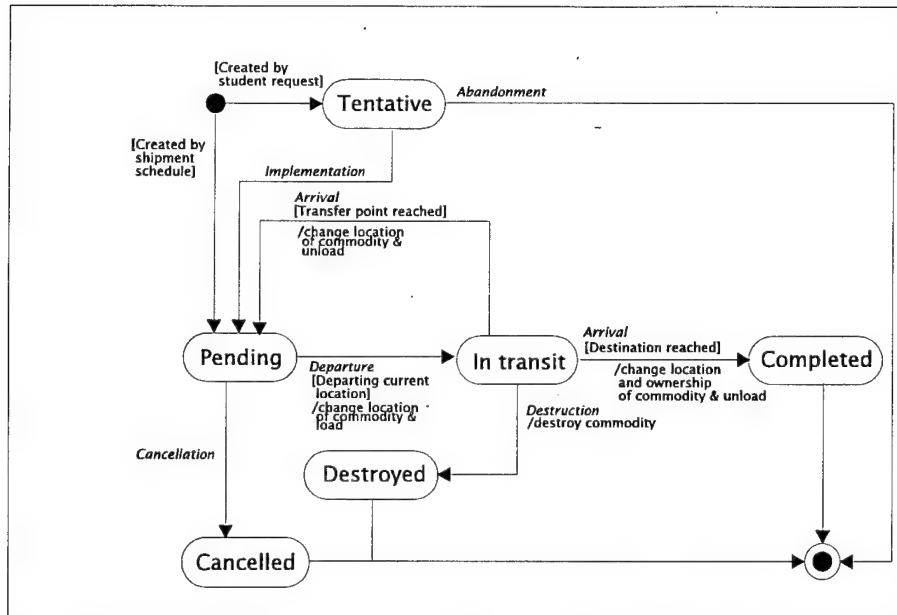 [Created by
student request]
Tentative
Abandonment
[Created by
shipment
schedule]
Implementation
Arrival
[Transfer point reached]
/change location
of commodity &
unload
Pending
Departure
[Departing current
location]
/change location
of commodity &
load
In transit
Arrival
[Destination reached]
/change location
and ownership
of commodity & unload
Completed
Destruction
/destroy commodity
Cancellation
Destroyed
Cancelled